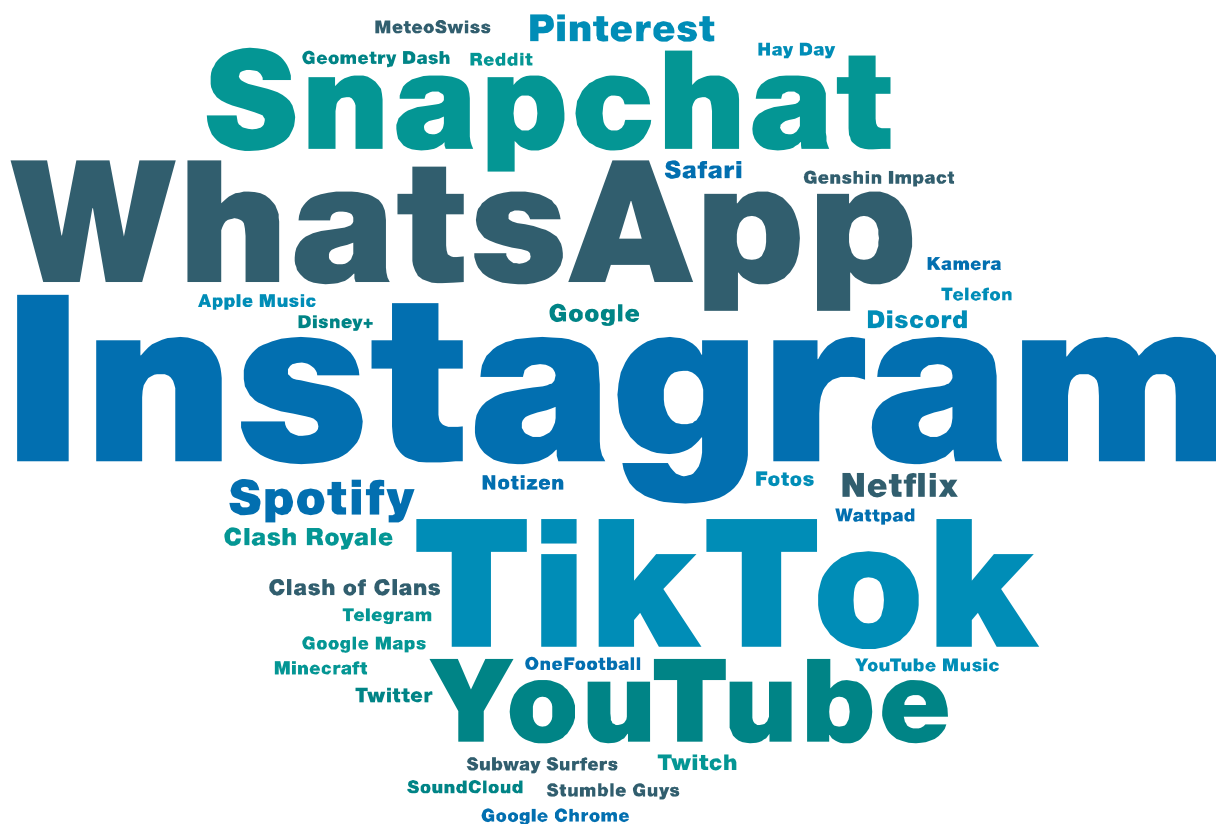 MeteoSwiss
Pinterest
Geometry Dash
Reddit
Hay Day
Snapchat
Safari
Genshin Impact
WhatsApp
Kamera
Telefon
Apple Music
Disney+
Google
Discord
Instagram
Spotify
Notizen
Fotos
Netflix
Wattpad
Clash Royale
TikTok
Clash of Clans
Telegram
Google Maps
Minecraft
OneFootball
YouTube Music
Twitter
YouTube
Subway Surfers
Twitch
SoundCloud
Stumble Guys
Google Chrome